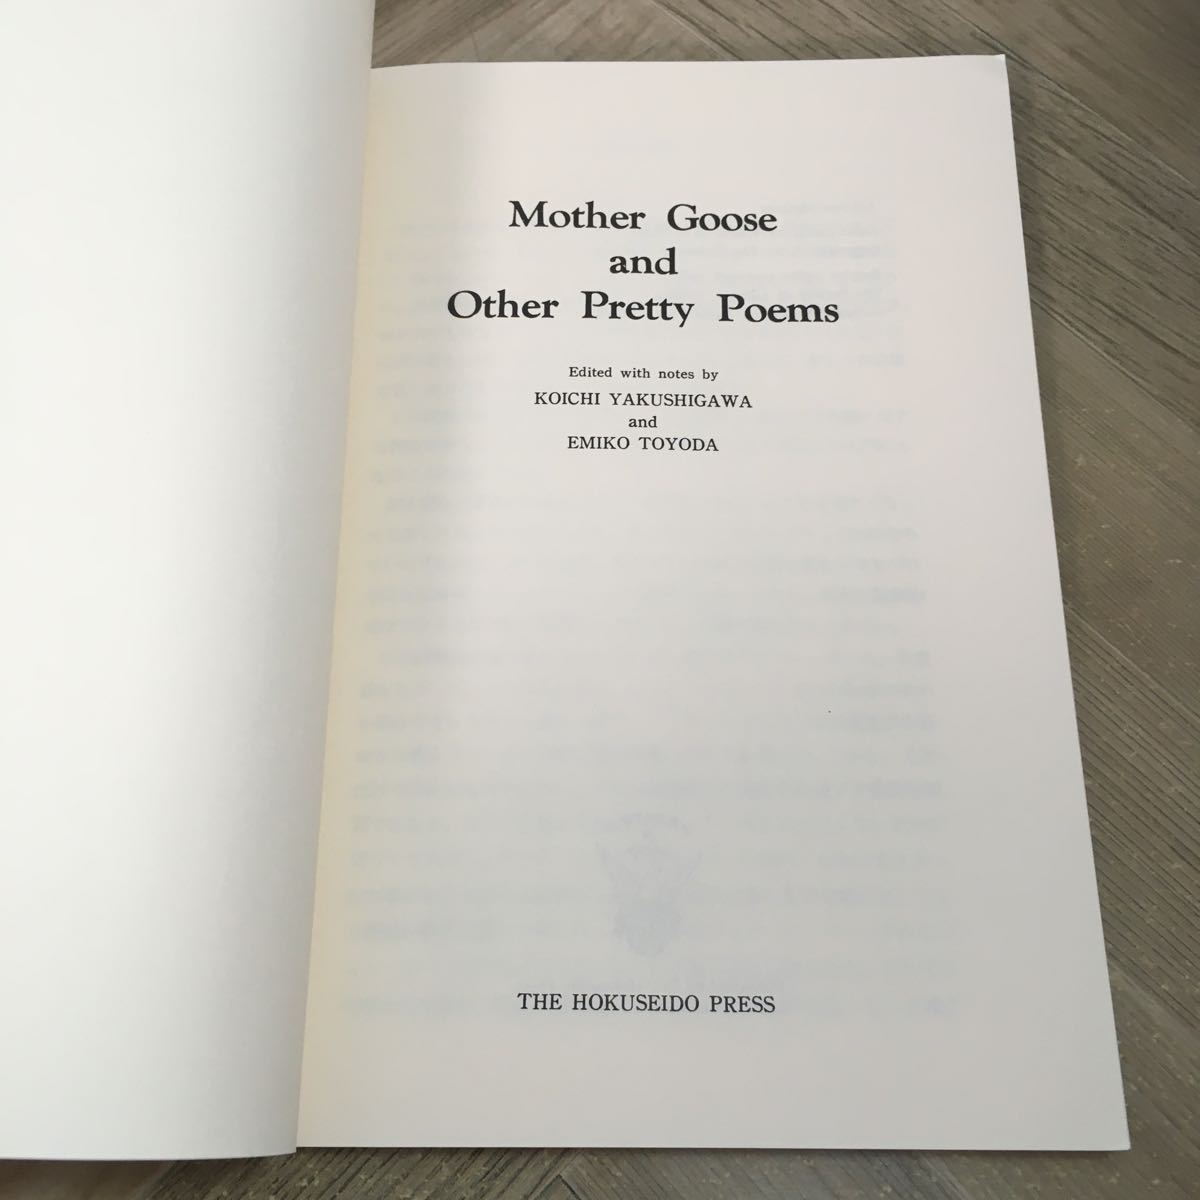 Mother Goose
and
Other Pretty Poems
Edited with notes by
KOICHI YAKUSHIGAWA
and
EMIKO TOYODA
THE HOKUSEIDO PRESS